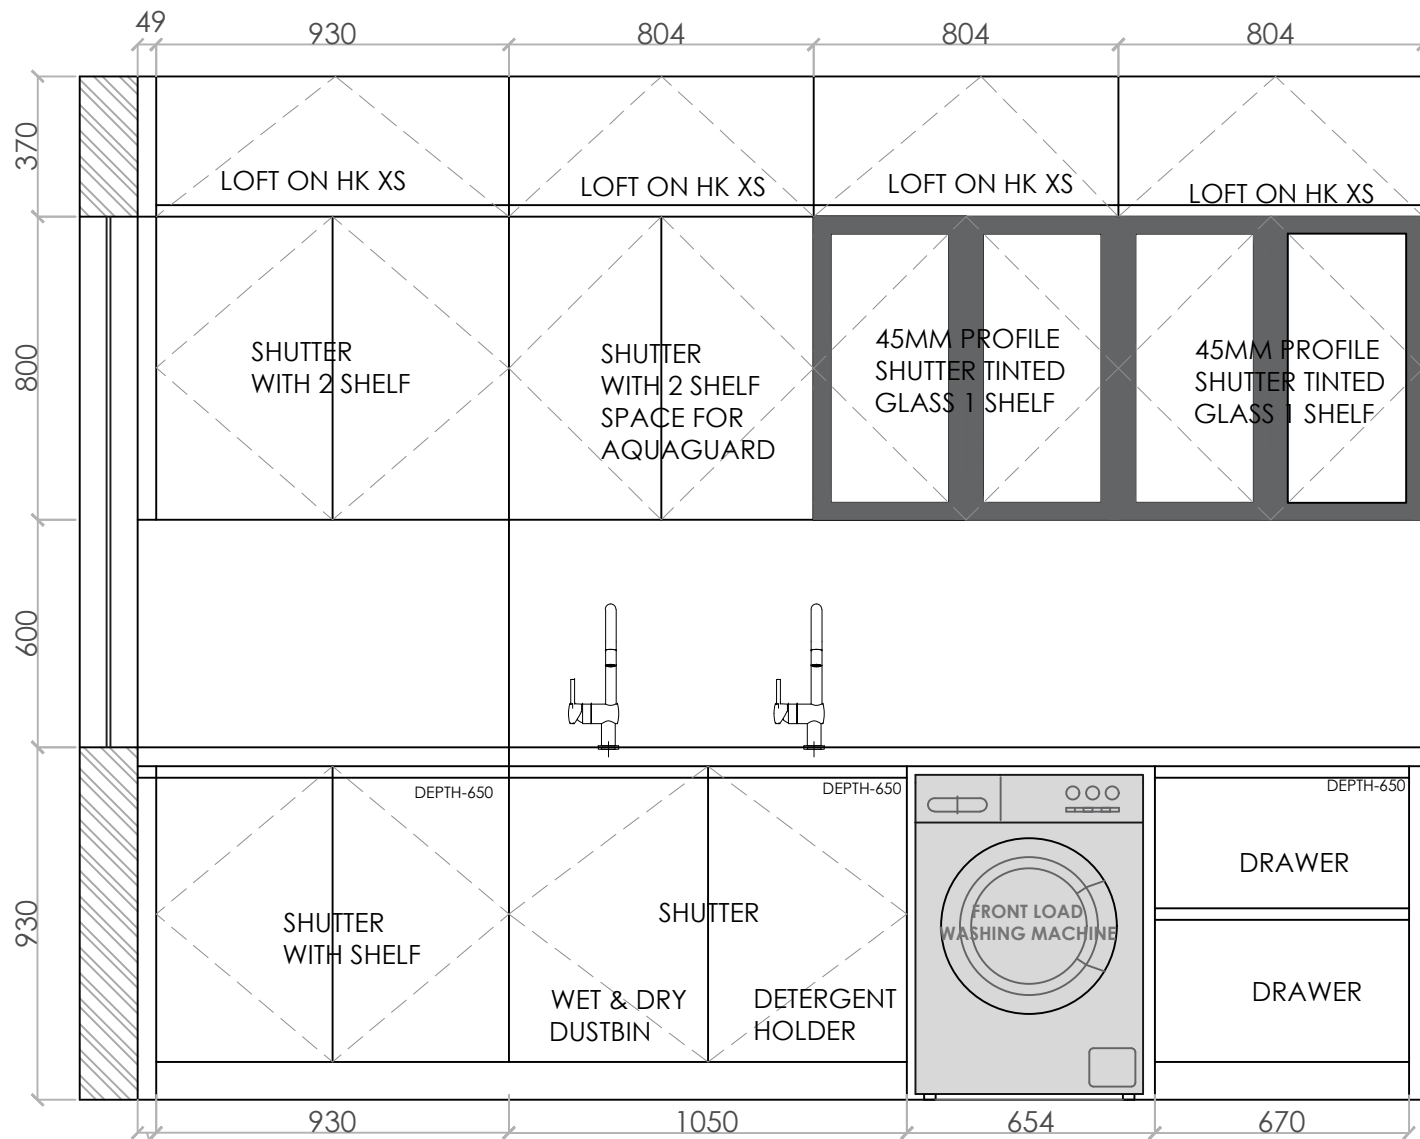 49
930
804
804
804
370
LOFT ON HK XS
LOFT ON HK XS
LOFT ON HK XS
LOFT ON HK XS
800
SHUTTER
WITH 2 SHELF
SHUTTER
WITH 2 SHELF
SPACE FOR
AQUAGUARD
45MM PROFILE
SHUTTER TINTED
GLASS 1 SHELF
45MM PROFILE
SHUTTER TINTED
GLASS 1 SHELF
600
930
DEPTH-650
DEPTH-650
DEPTH-650
SHUTTER
WITH SHELF
SHUTTER
WET & DRY
DUSTBIN
DETERGENT
HOLDER
FRONT LOAD
WASHING MACHINE
DRAWER
DRAWER
930
1050
654
670